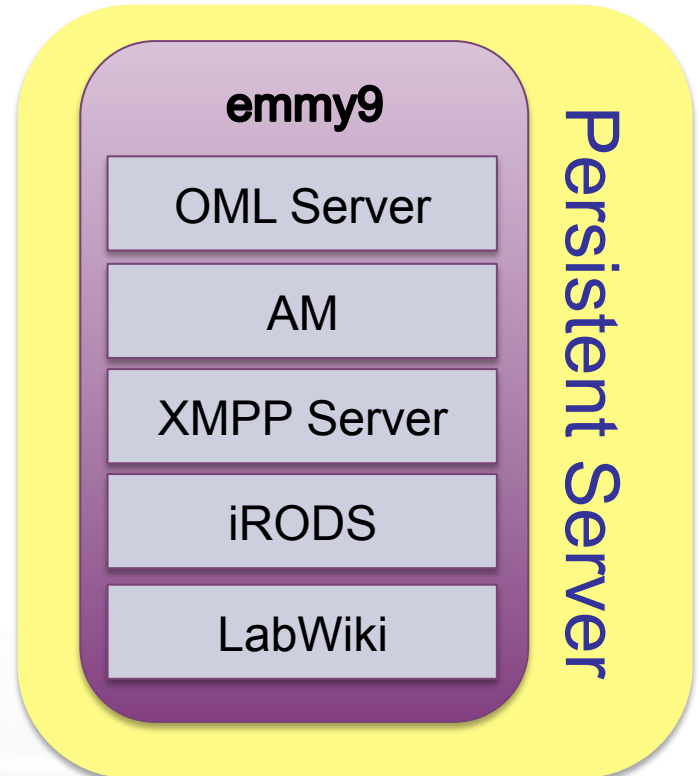 emmy9
OML Server
AM
XMPP Server
iRODS
LabWiki
Persistent Server